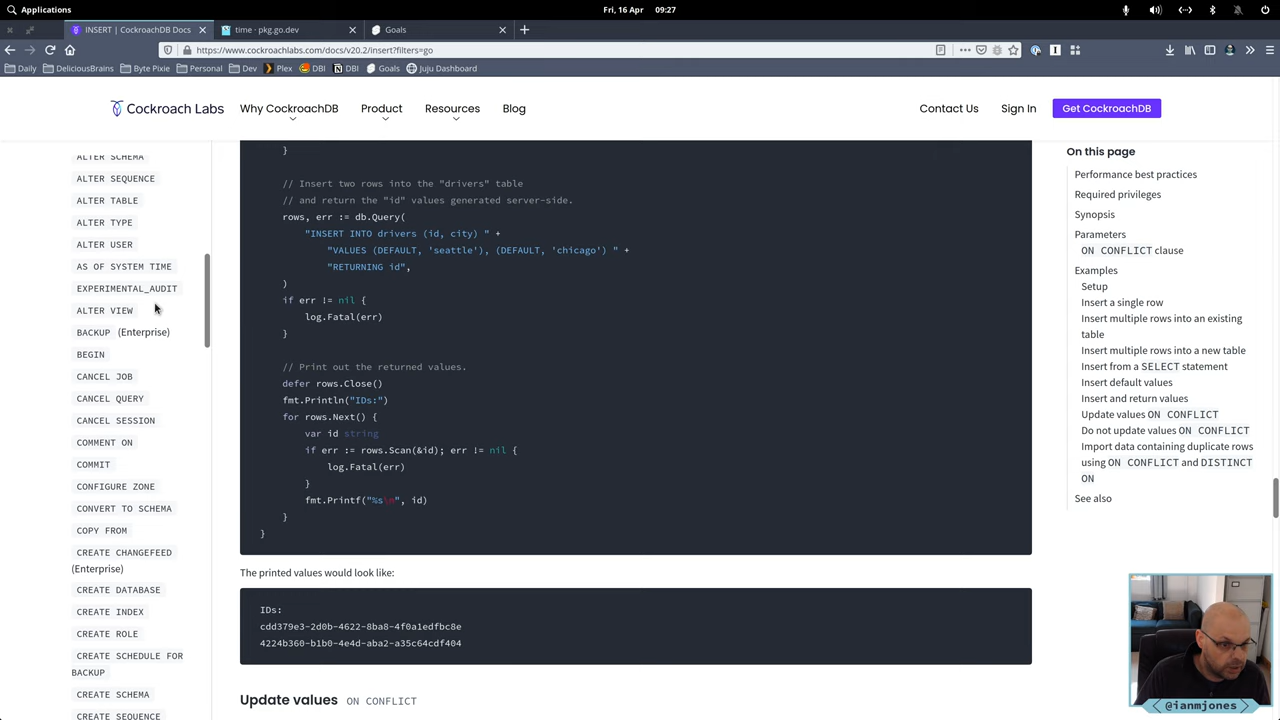 Applications
Fri, 16 Apr 09:27
INSERT | CockroachDB Docs
time · pkg.go.dev
Goals
https://www.cockroachlabs.com/docs/v20.2/insert?filters=go
Daily
DeliciousBrains
Byte Pixie
Personal
Dev
Plex
DBI
DBI
Goals
Juju Dashboard
Cockroach Labs
Why CockroachDB
Product
Resources
Blog
Contact Us
Sign In
Get CockroachDB
ALTER SCHEMA
ALTER SEQUENCE
ALTER TABLE
ALTER TYPE
ALTER USER
AS OF SYSTEM TIME
EXPERIMENTAL_AUDIT
ALTER VIEW
BACKUP (Enterprise)
BEGIN
CANCEL JOB
CANCEL QUERY
CANCEL SESSION
COMMENT ON
COMMIT
CONFIGURE ZONE
CONVERT TO SCHEMA
COPY FROM
CREATE CHANGEFEED
(Enterprise)
CREATE DATABASE
CREATE INDEX
CREATE ROLE
CREATE SCHEDULE FOR
BACKUP
CREATE SCHEMA
CREATE SEQUENCE
}
// Insert two rows into the "drivers" table
// and return the "id" values generated server-side.
rows, err := db.Query(
"INSERT INTO drivers (id, city) " +
"VALUES (DEFAULT, 'seattle'), (DEFAULT, 'chicago') " +
"RETURNING id",
)
if err != nil {
log.Fatal(err)
}
// Print out the returned values.
defer rows.Close()
fmt.Println("IDs:")
for rows.Next() {
var id string
if err := rows.Scan(&id); err != nil {
log.Fatal(err)
}
fmt.Printf("%s\n", id)
}
}
The printed values would look like:
IDs:
cdd379e3-2d0b-4622-8ba8-4f0a1edfbc8e
4224b360-b1b0-4e4d-aba2-a35c64cdf404
Update values ON CONFLICT
On this page
Performance best practices
Required privileges
Synopsis
Parameters
ON CONFLICT clause
Examples
Setup
Insert a single row
Insert multiple rows into an existing
table
Insert multiple rows into a new table
Insert from a SELECT statement
Insert default values
Insert and return values
Update values ON CONFLICT
Do not update values ON CONFLICT
Import data containing duplicate rows
using ON CONFLICT and DISTINCT
ON
See also
@ianmjones